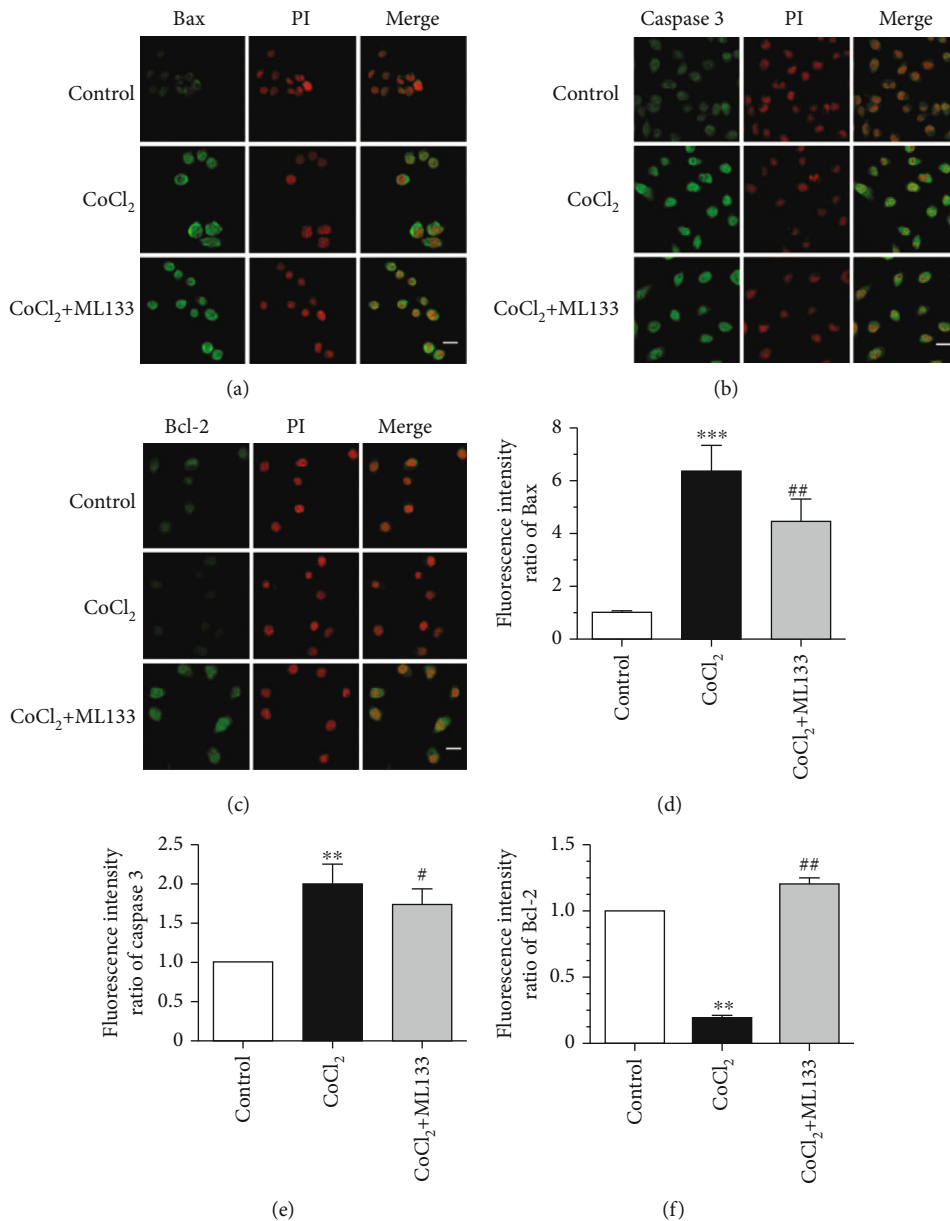 Bax PI Merge
Control
CoCl₂
CoCl₂+ML133
(a)
Caspase 3 PI Merge
Control
CoCl₂
CoCl₂+ML133
(b)
Bcl-2 PI Merge
Control
CoCl₂
CoCl₂+ML133
(c)
Fluorescence intensity
ratio of Bax
8
6
4
2
0
***
##
Control
CoCl₂
CoCl₂+ML133
(d)
Fluorescence intensity
ratio of caspase 3
2.5
2.0
1.5
1.0
0.5
0
**
#
Control
CoCl₂
CoCl₂+ML133
(e)
Fluorescence intensity
ratio of Bcl-2
1.5
1.0
0.5
0
**
##
Control
CoCl₂
CoCl₂+ML133
(f)